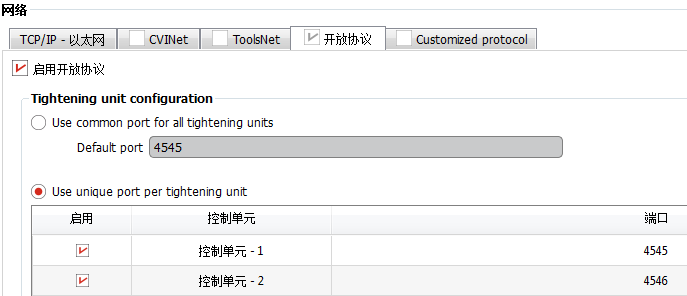 网络
TCP/IP - 以太网 CVINet ToolsNet 开放协议 Customized protocol
启用开放协议
Tightening unit configuration
Use common port for all tightening units
Default port 4545
Use unique port per tightening unit
启用 控制单元 端口
控制单元 - 1 4545
控制单元 - 2 4546